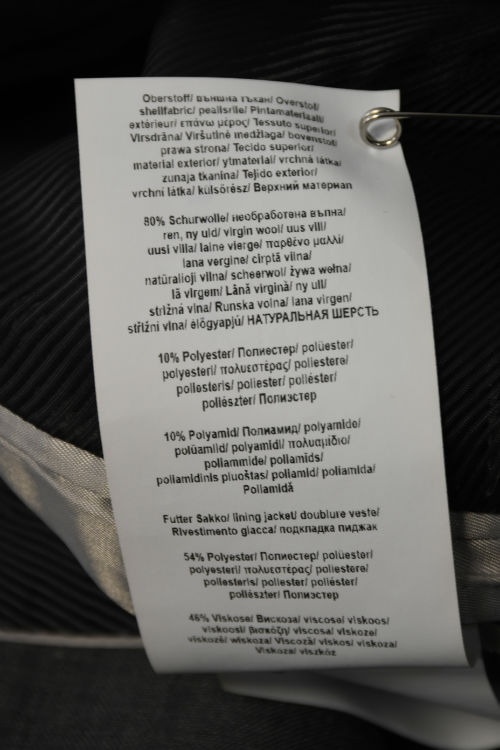 Oberstoff/ външна тъкан/ Overstof/
shellfabric/ pealisriie/ Pintamateriaali/
extérieur/ επάνω μέρος/ Tessuto superior/
Virsdrāna/ Viršutinė medžiaga/ bovenstof/
prawa strona/ Tecido superior/
material exterior/ ytmaterial/ vrchná látka/
zunaja tkanina/ Tejido exterior/
vrchní látka/ külsőrész/ Верхний материал
80% Schurwolle/ необработена вълна/
ren, ny uld/ virgin wool/ uus vill/
uusi villa/ laine vierge/ παρθένο μαλλί/
lana vergine/ cirptā vilna/
natūralioji vilna/ scheerwol/ żywa wełna/
lã virgem/ Lână virgină/ ny ull/
strižná vlna/ Runska volna/ lana virgen/
střižní vlna/ élőgyapjú/ НАТУРАЛЬНАЯ ШЕРСТЬ
10% Polyester/ Полиестер/ polüester/
polyesteri/ πολυεστέρας/ poliestere/
poliesteris/ poliester/ poliéster/
poliészter/ Полиэстер
10% Polyamid/ Полиамид/ polyamide/
polüamiid/ polyamidi/ πολυαμίδιο/
poliammide/ poliamīds/
poliamidinis pluoštas/ poliamid/ poliamida/
Poliamidă
Futter Sakko/ lining jacket/ doublure veste/
Rivestimento giacca/ подкладка пиджак
54% Polyester/ Полиестер/ polüester/
polyesteri/ πολυεστέρας/ poliestere/
poliesteris/ poliester/ poliéster/
poliészter/ Полиэстер
46% Viskose/ Вискоза/ viscose/ viskoos/
viskoosi/ βισκόζη/ viscosa/ viskoze/
viskozė/ wiskoza/ Viscoză/ viskos/ viskoza/
Viskoza/ viszkóz